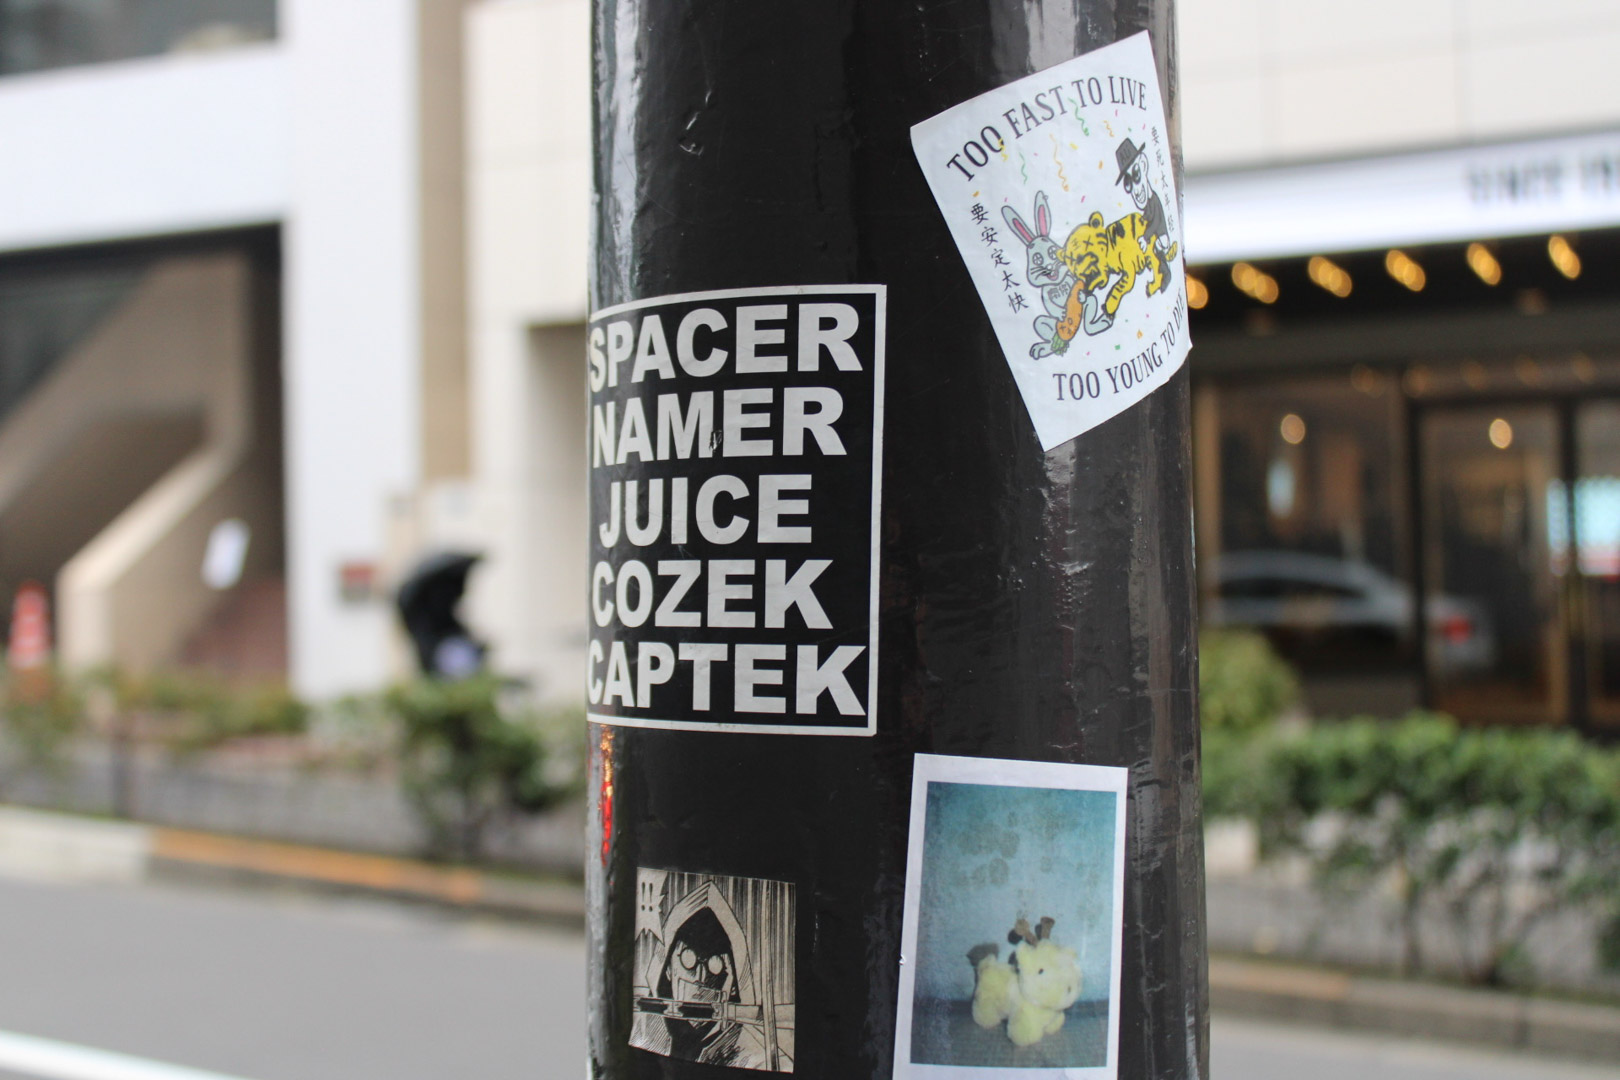 SPACER
NAMER
JUICE
COZEK
CAPTEK
TOO FAST TO LIVE
要安定太快
TOO YOUNG TO DIE
!!